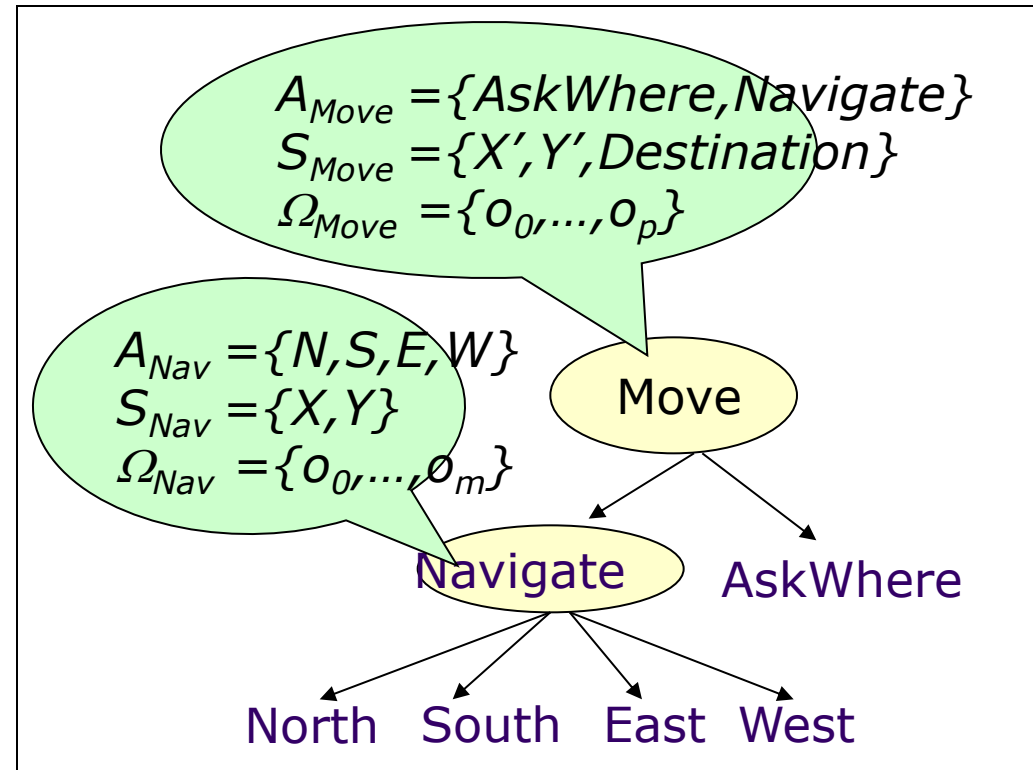 A_Move ={AskWhere,Navigate}
S_Move ={X′,Y′,Destination}
Ω_Move ={o_0,...,o_p}
A_Nav ={N,S,E,W}
S_Nav ={X,Y}
Ω_Nav ={o_0,...,o_m}
Move
Navigate
AskWhere
North South East West